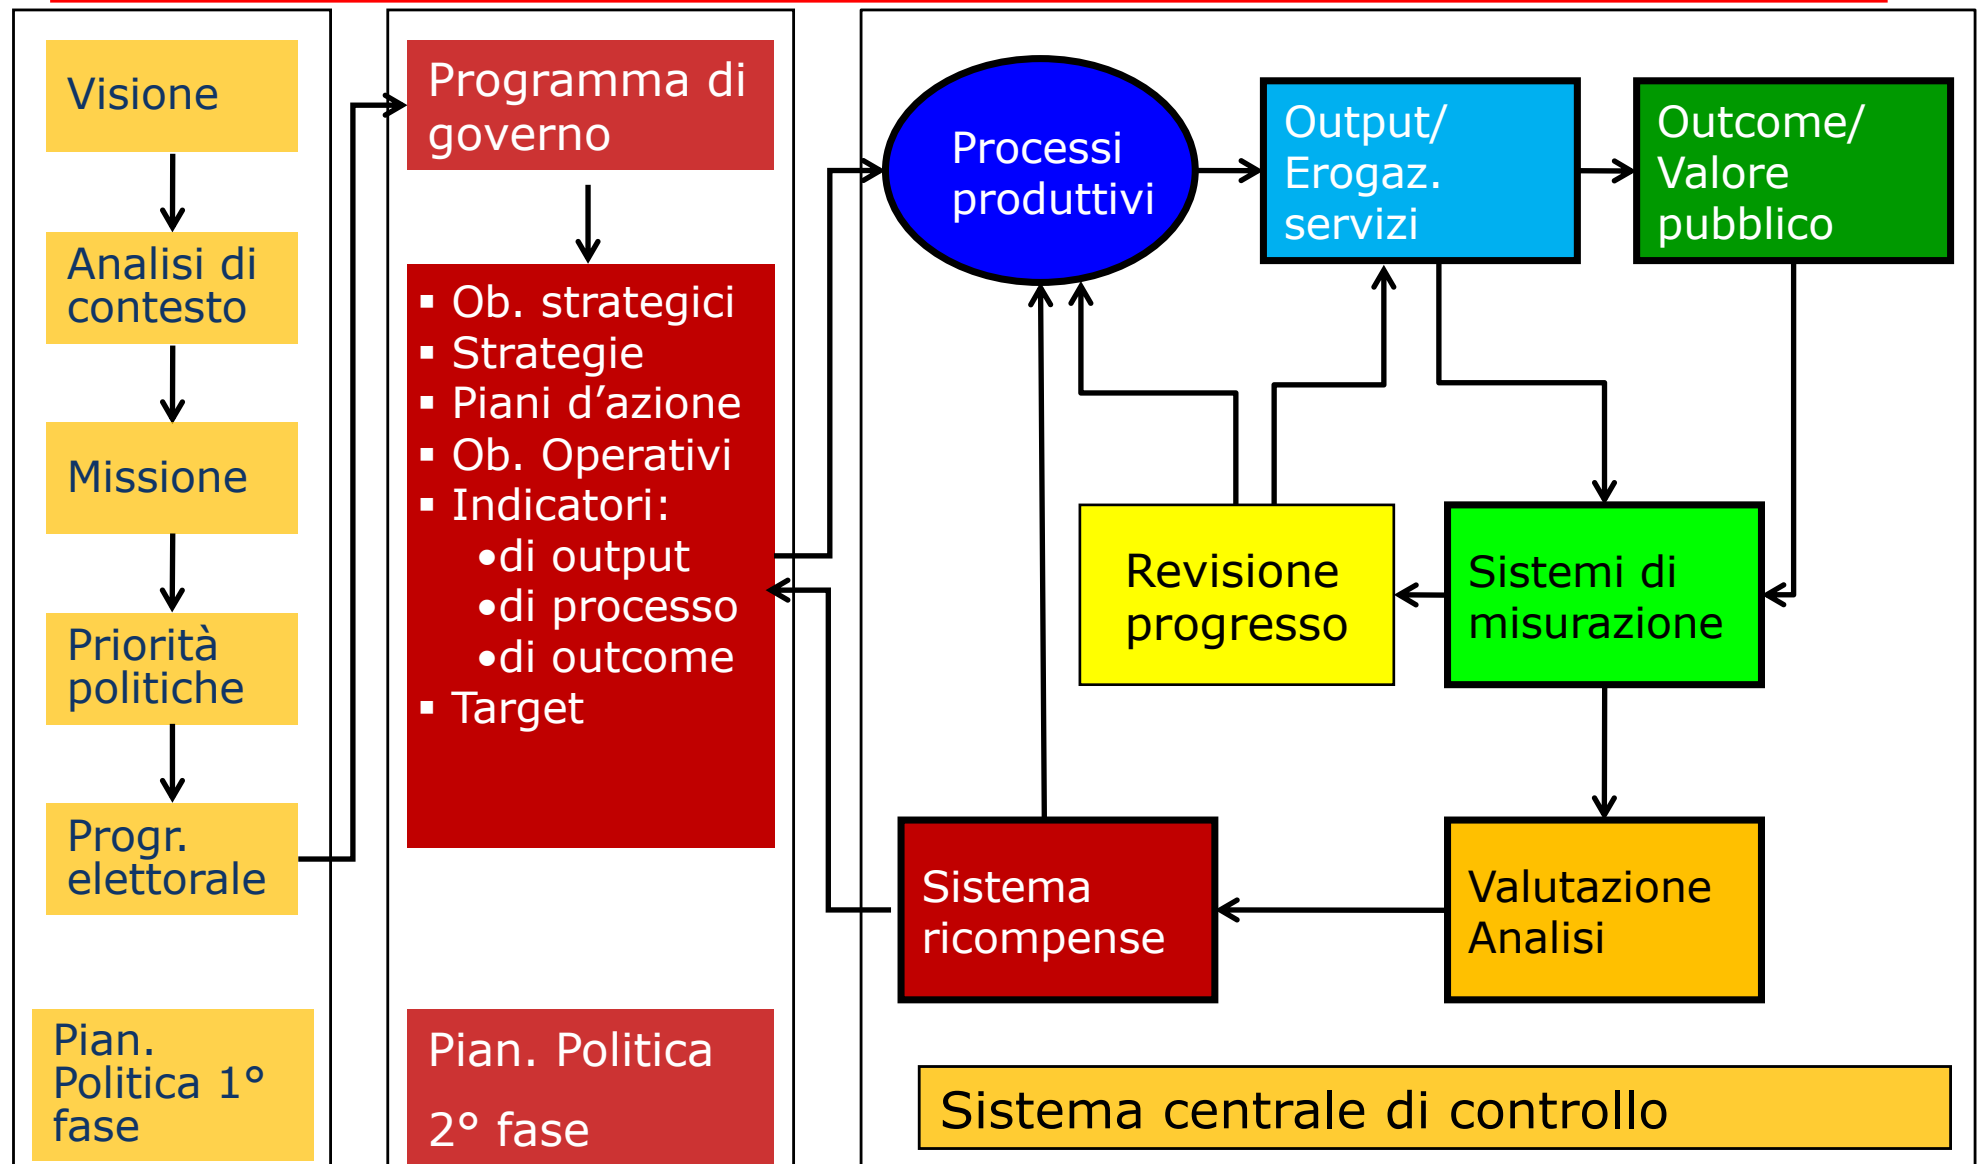 Visione
Analisi di
contesto
Missione
Priorità
politiche
Progr.
elettorale
Pian.
Politica 1°
fase
Programma di
governo
▪ Ob. strategici
▪ Strategie
▪ Piani d’azione
▪ Ob. Operativi
▪ Indicatori:
•di output
•di processo
•di outcome
▪ Target
Pian. Politica
2° fase
Processi
produttivi
Output/
Erogaz.
servizi
Outcome/
Valore
pubblico
Revisione
progresso
Sistemi di
misurazione
Sistema
ricompense
Valutazione
Analisi
Sistema centrale di controllo